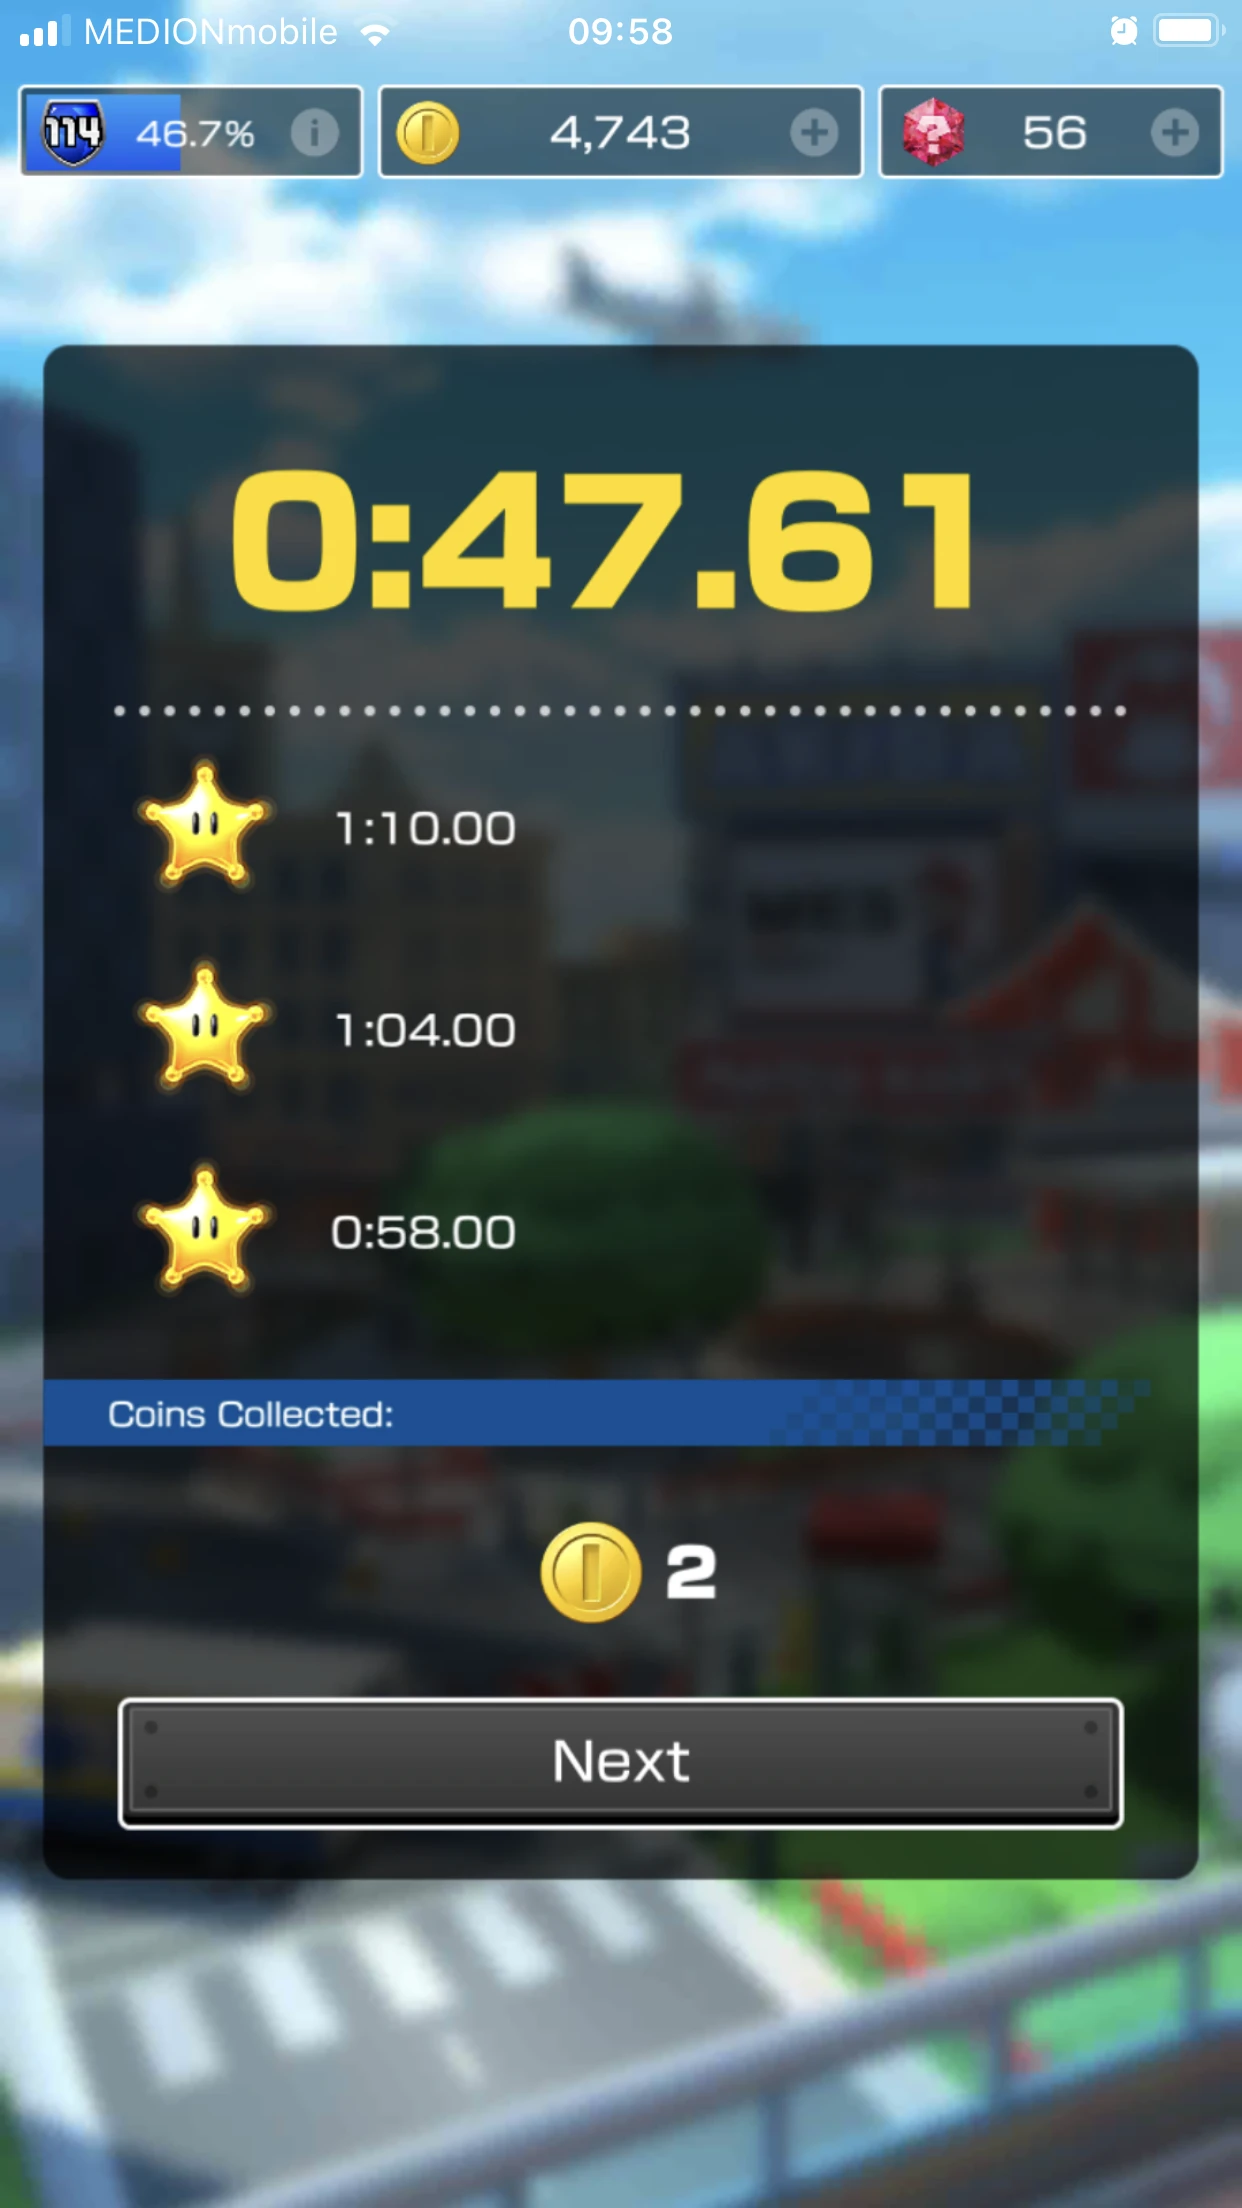 MEDIONmobile 09:58
114 46.7% i 4,743 + ? 56 +
0:47.61
1:10.00
1:04.00
0:58.00
Coins Collected:
2
Next